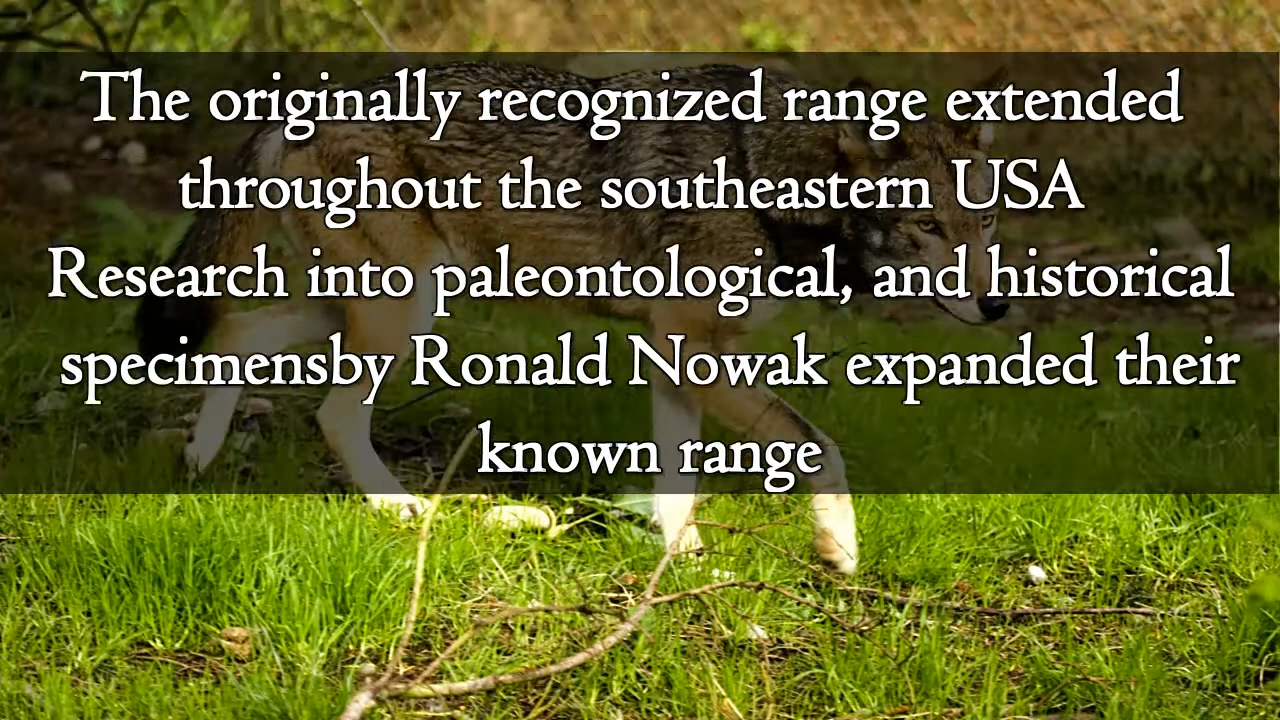 The originally recognized range extended
throughout the southeastern USA
Research into paleontological, and historical
specimensby Ronald Nowak expanded their
known range